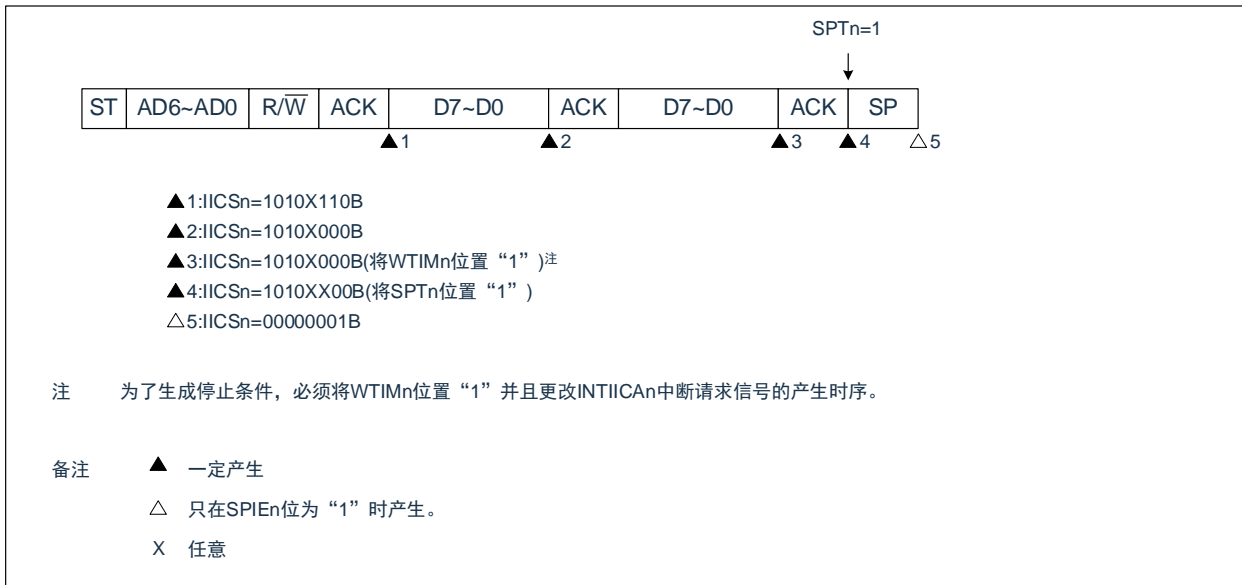 SPTn=1
ST AD6~AD0 R/W̅ ACK D7~D0 ACK D7~D0 ACK SP
▲1 ▲2 ▲3 ▲4 △5
▲1:IICSn=1010X110B
▲2:IICSn=1010X000B
▲3:IICSn=1010X000B(将WTIMn位置“1”)注
▲4:IICSn=1010XX00B(将SPTn位置“1”)
△5:IICSn=00000001B
注 为了生成停止条件，必须将WTIMn位置“1”并且更改INTIICAn中断请求信号的产生时序。
备注 ▲ 一定产生
△ 只在SPIEn位为“1”时产生。
X 任意